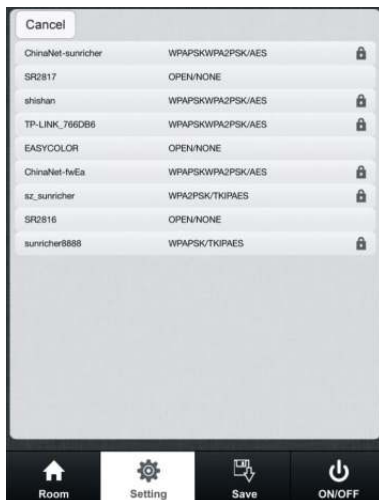 Cancel
ChinaNet-sunricher WPAPSKWPA2PSK/AES
SR2817 OPEN/NONE
shishan WPAPSKWPA2PSK/AES
TP-LINK_766DB6 WPAPSKWPA2PSK/AES
EASYCOLOR OPEN/NONE
ChinaNet-fwEa WPAPSKWPA2PSK/AES
sz_sunricher WPA2PSK/TKIPAES
SR2816 OPEN/NONE
sunricher8888 WPAPSK/TKIPAES
Room Setting Save ON/OFF